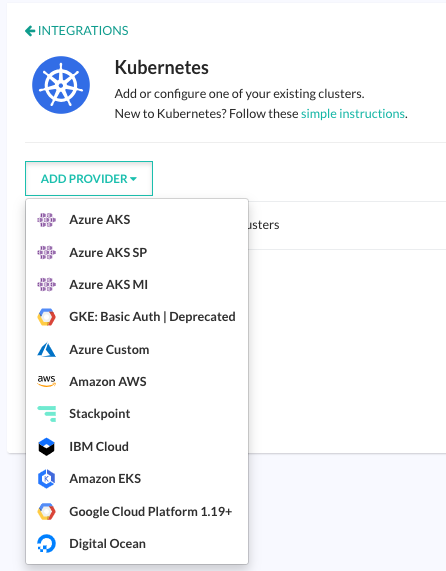 INTEGRATIONS
Kubernetes
Add or configure one of your existing clusters.
New to Kubernetes? Follow these simple instructions.
ADD PROVIDER
Azure AKS
usters
Azure AKS SP
Azure AKS MI
GKE: Basic Auth | Deprecated
Azure Custom
aws Amazon AWS
Stackpoint
IBM Cloud
K Amazon EKS
Google Cloud Platform 1.19+
Digital Ocean